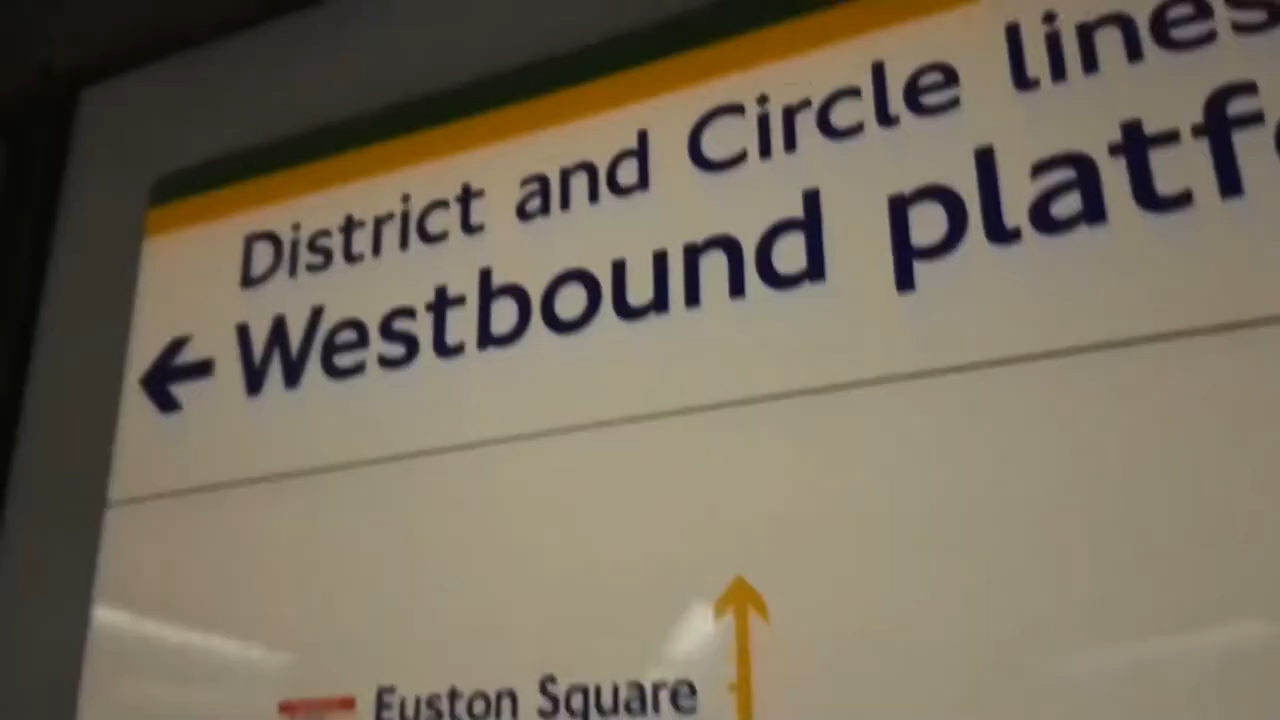 District and Circle lines
← Westbound platf
Euston Square